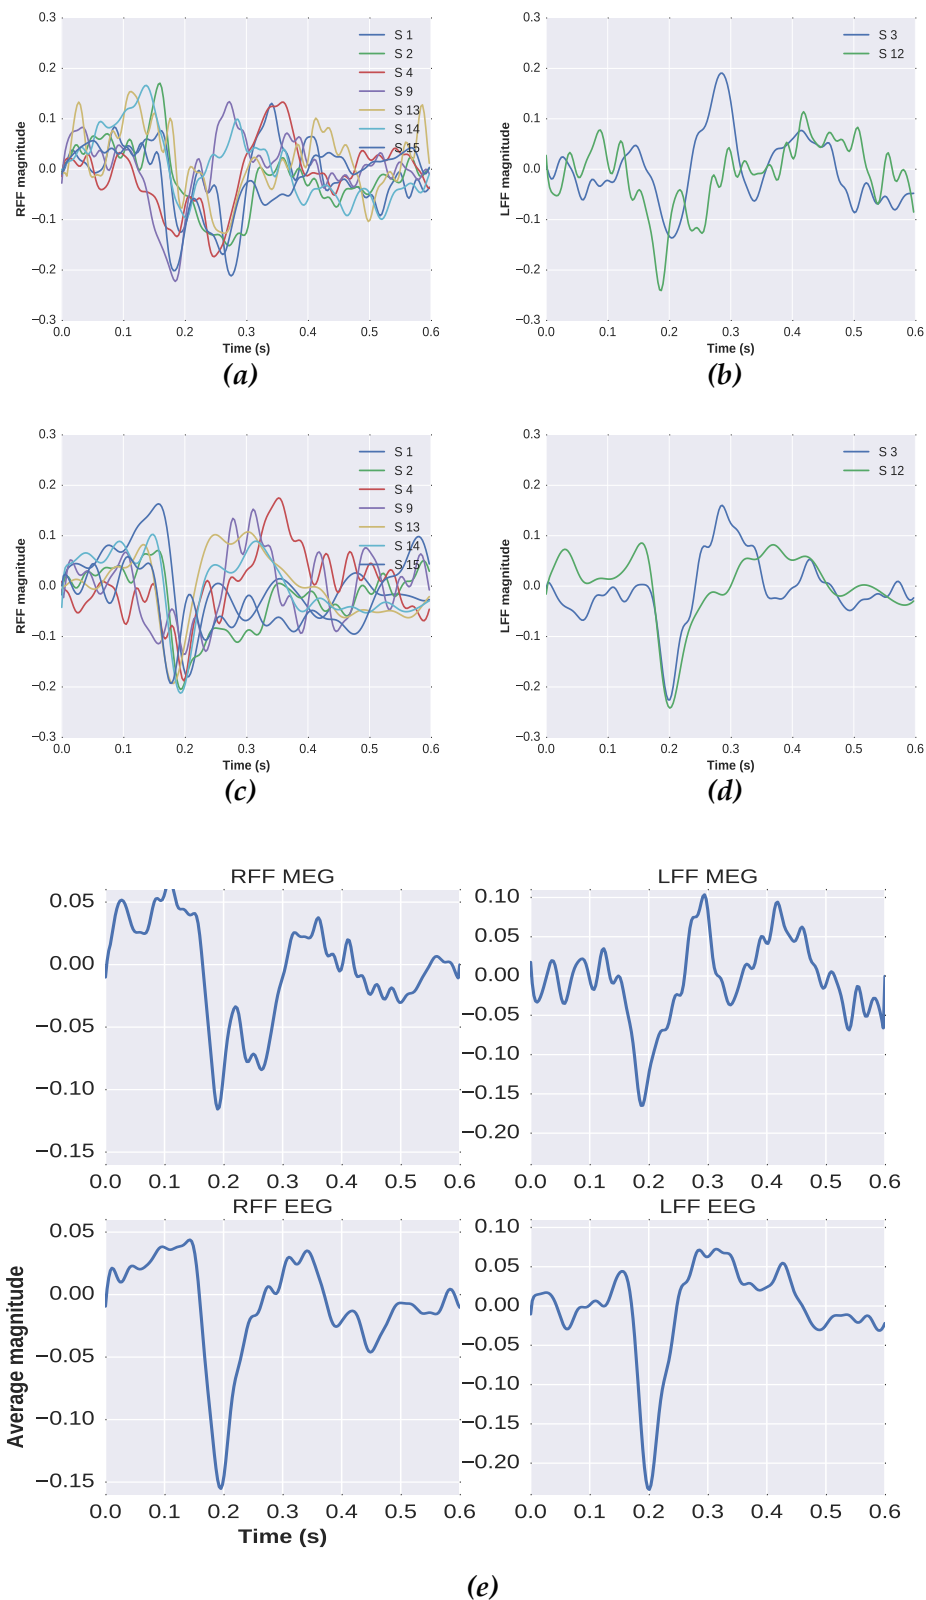 0.3
0.2
0.1
0.0
−0.1
−0.2
−0.3
RFF magnitude
S 1
S 2
S 4
S 9
S 13
S 14
S 15
0.0 0.1 0.2 0.3 0.4 0.5 0.6
Time (s)
(a)
0.3
0.2
0.1
0.0
−0.1
−0.2
−0.3
LFF magnitude
S 3
S 12
0.0 0.1 0.2 0.3 0.4 0.5 0.6
Time (s)
(b)
0.3
0.2
0.1
0.0
−0.1
−0.2
−0.3
RFF magnitude
S 1
S 2
S 4
S 9
S 13
S 14
S 15
0.0 0.1 0.2 0.3 0.4 0.5 0.6
Time (s)
(c)
0.3
0.2
0.1
0.0
−0.1
−0.2
−0.3
LFF magnitude
S 3
S 12
0.0 0.1 0.2 0.3 0.4 0.5 0.6
Time (s)
(d)
RFF MEG
0.05
0.00
−0.05
−0.10
−0.15
0.0 0.1 0.2 0.3 0.4 0.5 0.6
LFF MEG
0.10
0.05
0.00
−0.05
−0.10
−0.15
−0.20
0.0 0.1 0.2 0.3 0.4 0.5 0.6
RFF EEG
0.05
0.00
−0.05
−0.10
−0.15
Average magnitude
0.0 0.1 0.2 0.3 0.4 0.5 0.6
Time (s)
LFF EEG
0.10
0.05
0.00
−0.05
−0.10
−0.15
−0.20
0.0 0.1 0.2 0.3 0.4 0.5 0.6
(e)